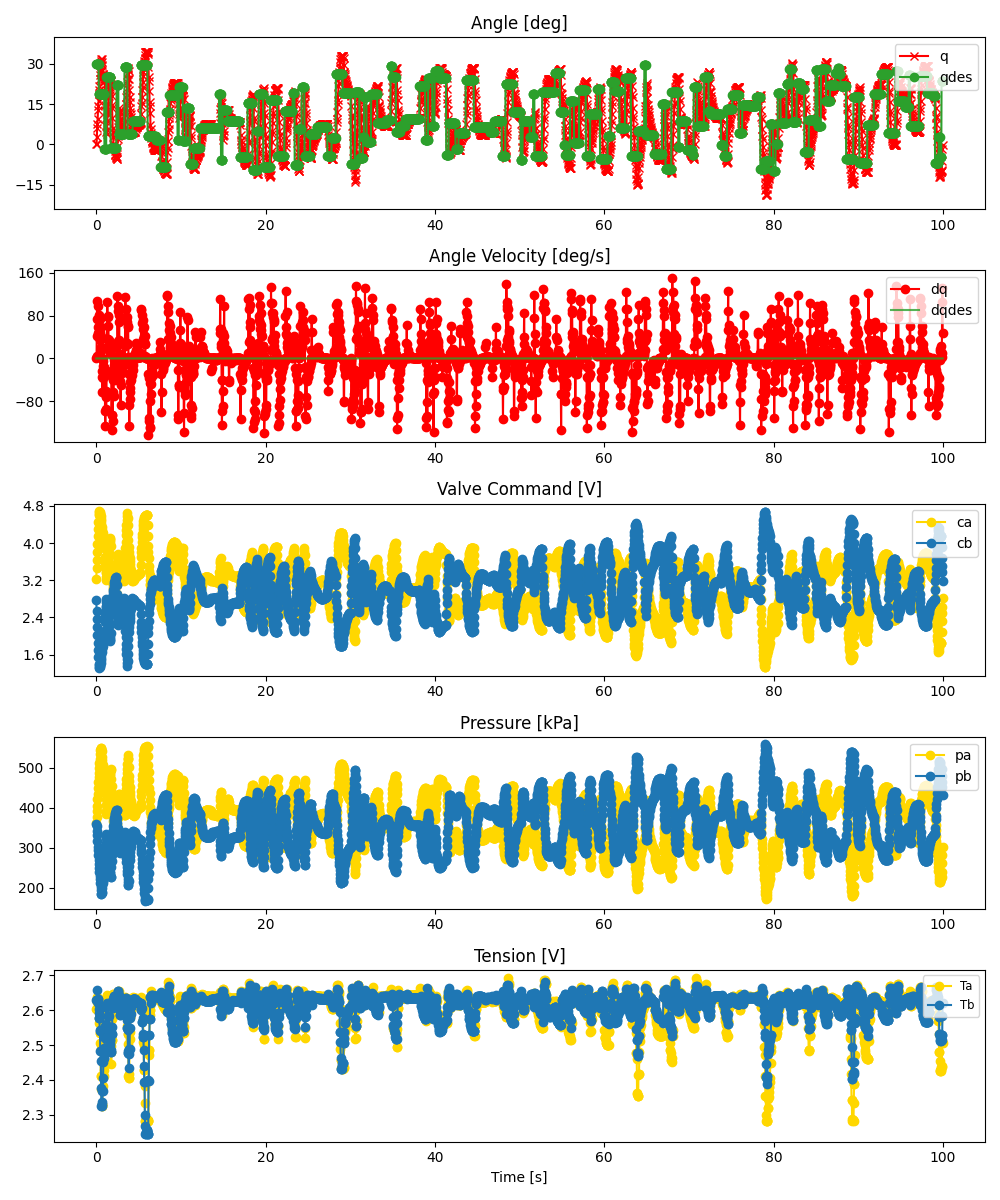 Angle [deg]
30
15
0
−15
q
qdes
0 20 40 60 80 100
Angle Velocity [deg/s]
160
80
0
−80
dq
dqdes
0 20 40 60 80 100
Valve Command [V]
4.8
4.0
3.2
2.4
1.6
ca
cb
0 20 40 60 80 100
Pressure [kPa]
500
400
300
200
pa
pb
0 20 40 60 80 100
Tension [V]
2.7
2.6
2.5
2.4
2.3
Ta
Tb
0 20 40 60 80 100
Time [s]